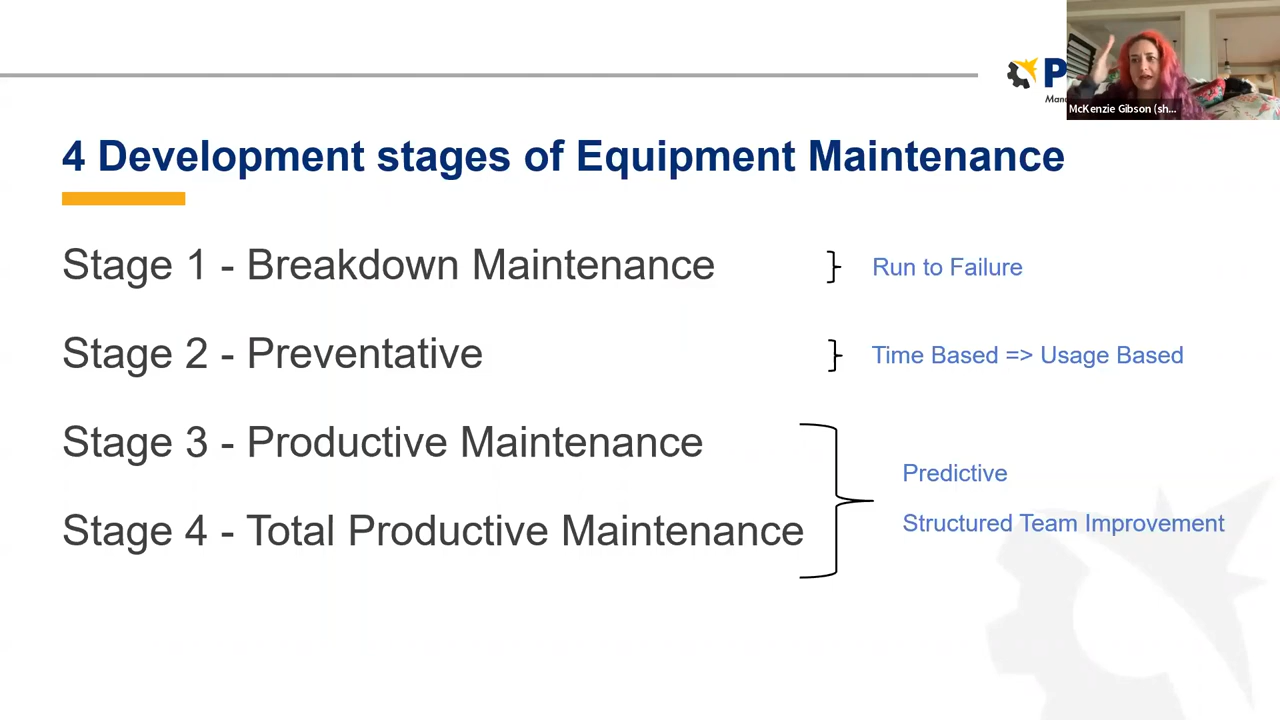 McKenzie Gibson (sh...
4 Development stages of Equipment Maintenance
Stage 1 - Breakdown Maintenance
Run to Failure
Stage 2 - Preventative
Time Based => Usage Based
Stage 3 - Productive Maintenance
Predictive
Structured Team Improvement
Stage 4 - Total Productive Maintenance